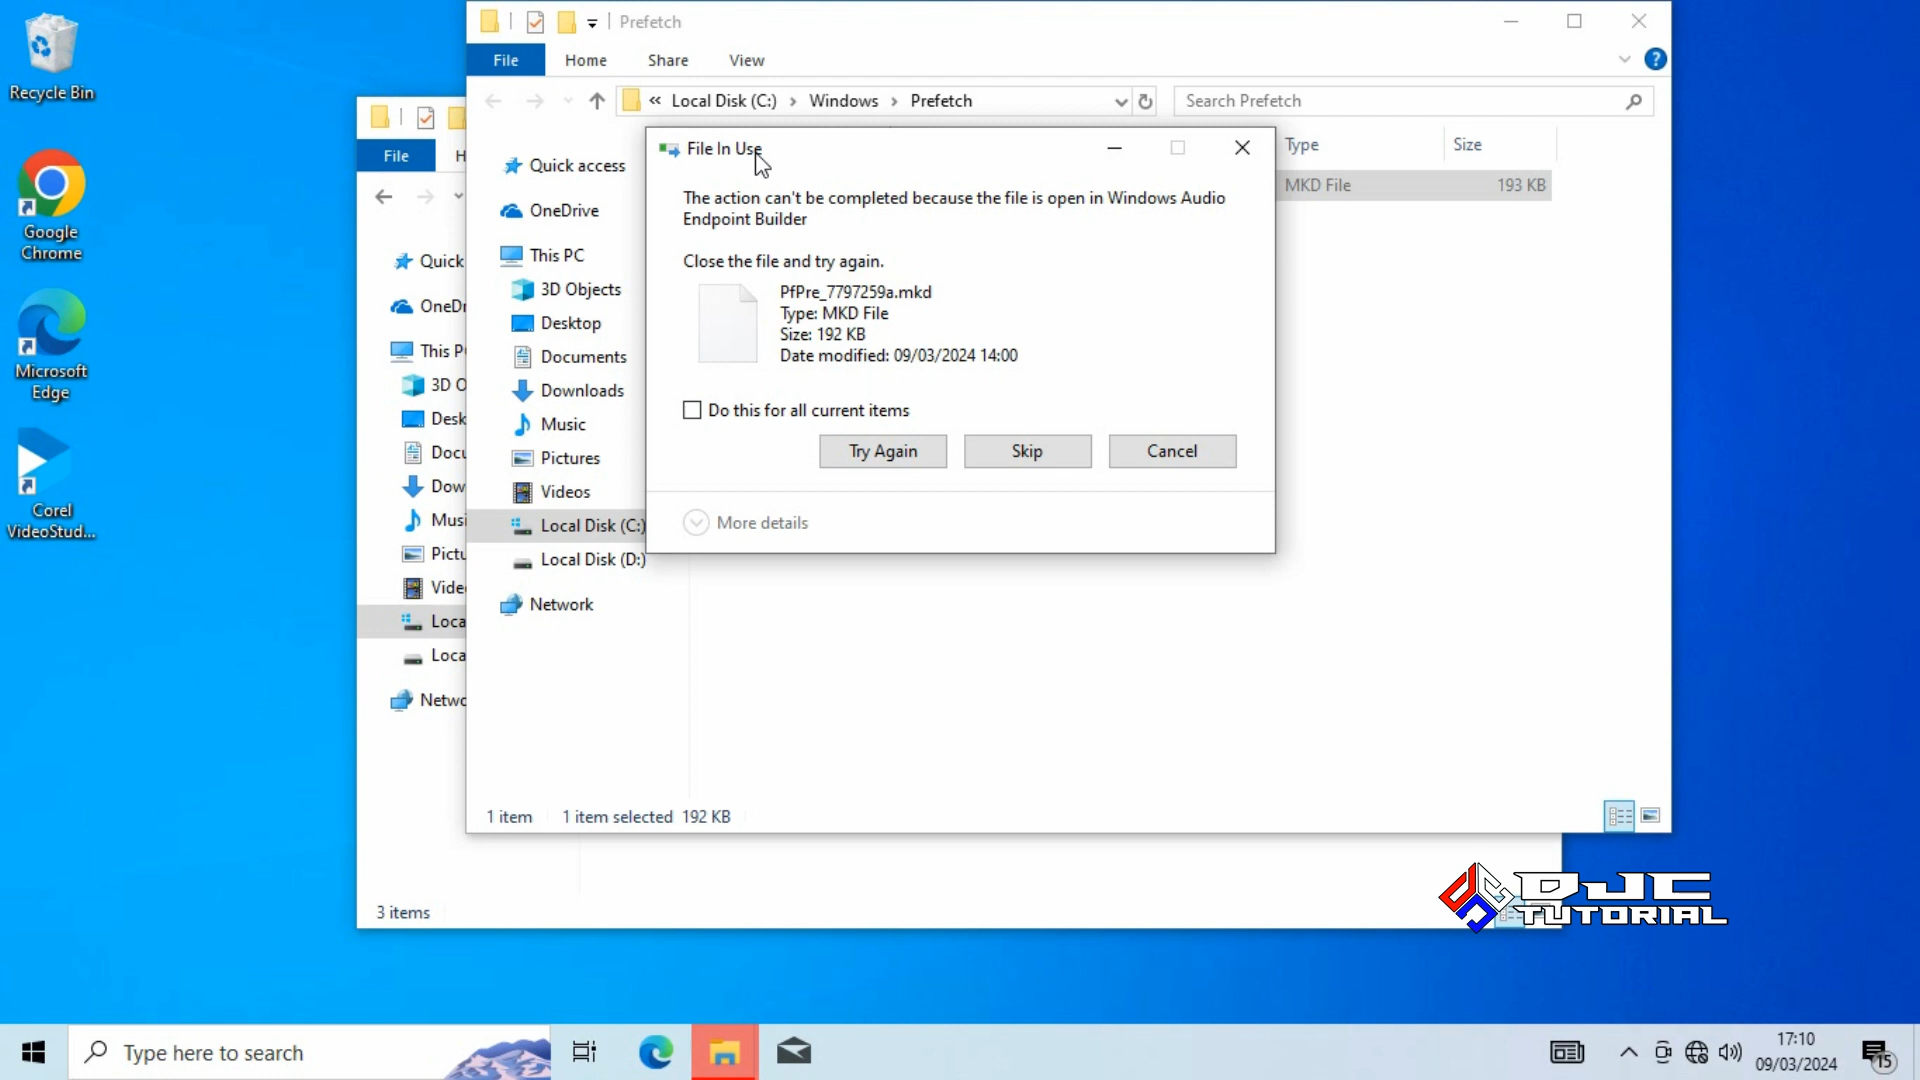 Recycle Bin
Google
Chrome
Microsoft
Edge
Corel
VideoStud...
Prefetch
File Home Share View
« Local Disk (C:) > Windows > Prefetch
Search Prefetch
Type Size
MKD File 193 KB
Quick access
OneDrive
This PC
3D Objects
Desktop
Documents
Downloads
Music
Pictures
Videos
Local Disk (C:)
Local Disk (D:)
Network
1 item 1 item selected 192 KB
File In Use
The action can't be completed because the file is open in Windows Audio
Endpoint Builder
Close the file and try again.
PfPre_7797259a.mkd
Type: MKD File
Size: 192 KB
Date modified: 09/03/2024 14:00
Do this for all current items
Try Again Skip Cancel
More details
File H
Quick
OneDr
This P
3D O
Desk
Docu
Dow
Musi
Pictu
Vide
Loca
Loca
Netwo
3 items
DJC
TUTORIAL
Type here to search
17:10
09/03/2024
15